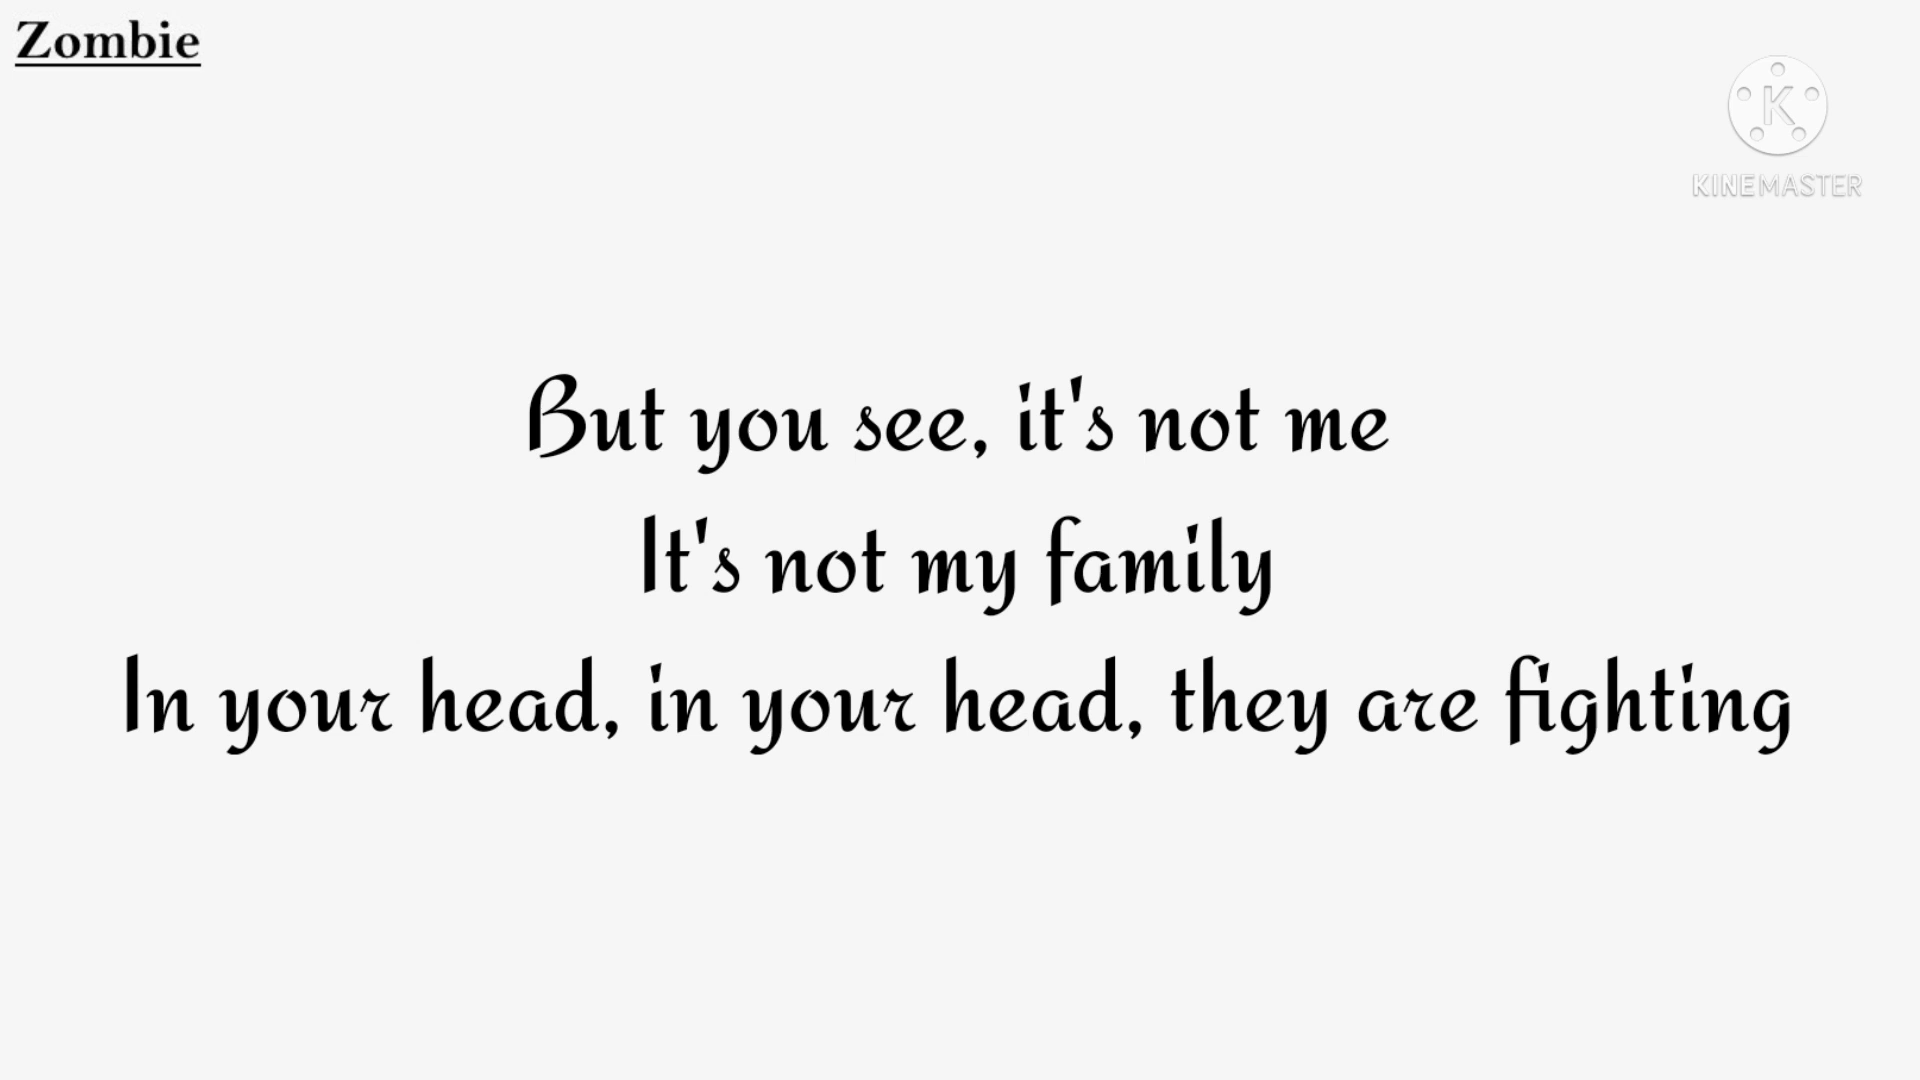 Zombie
KINEMASTER
But you see, it's not me
It's not my family
In your head, in your head, they are fighting